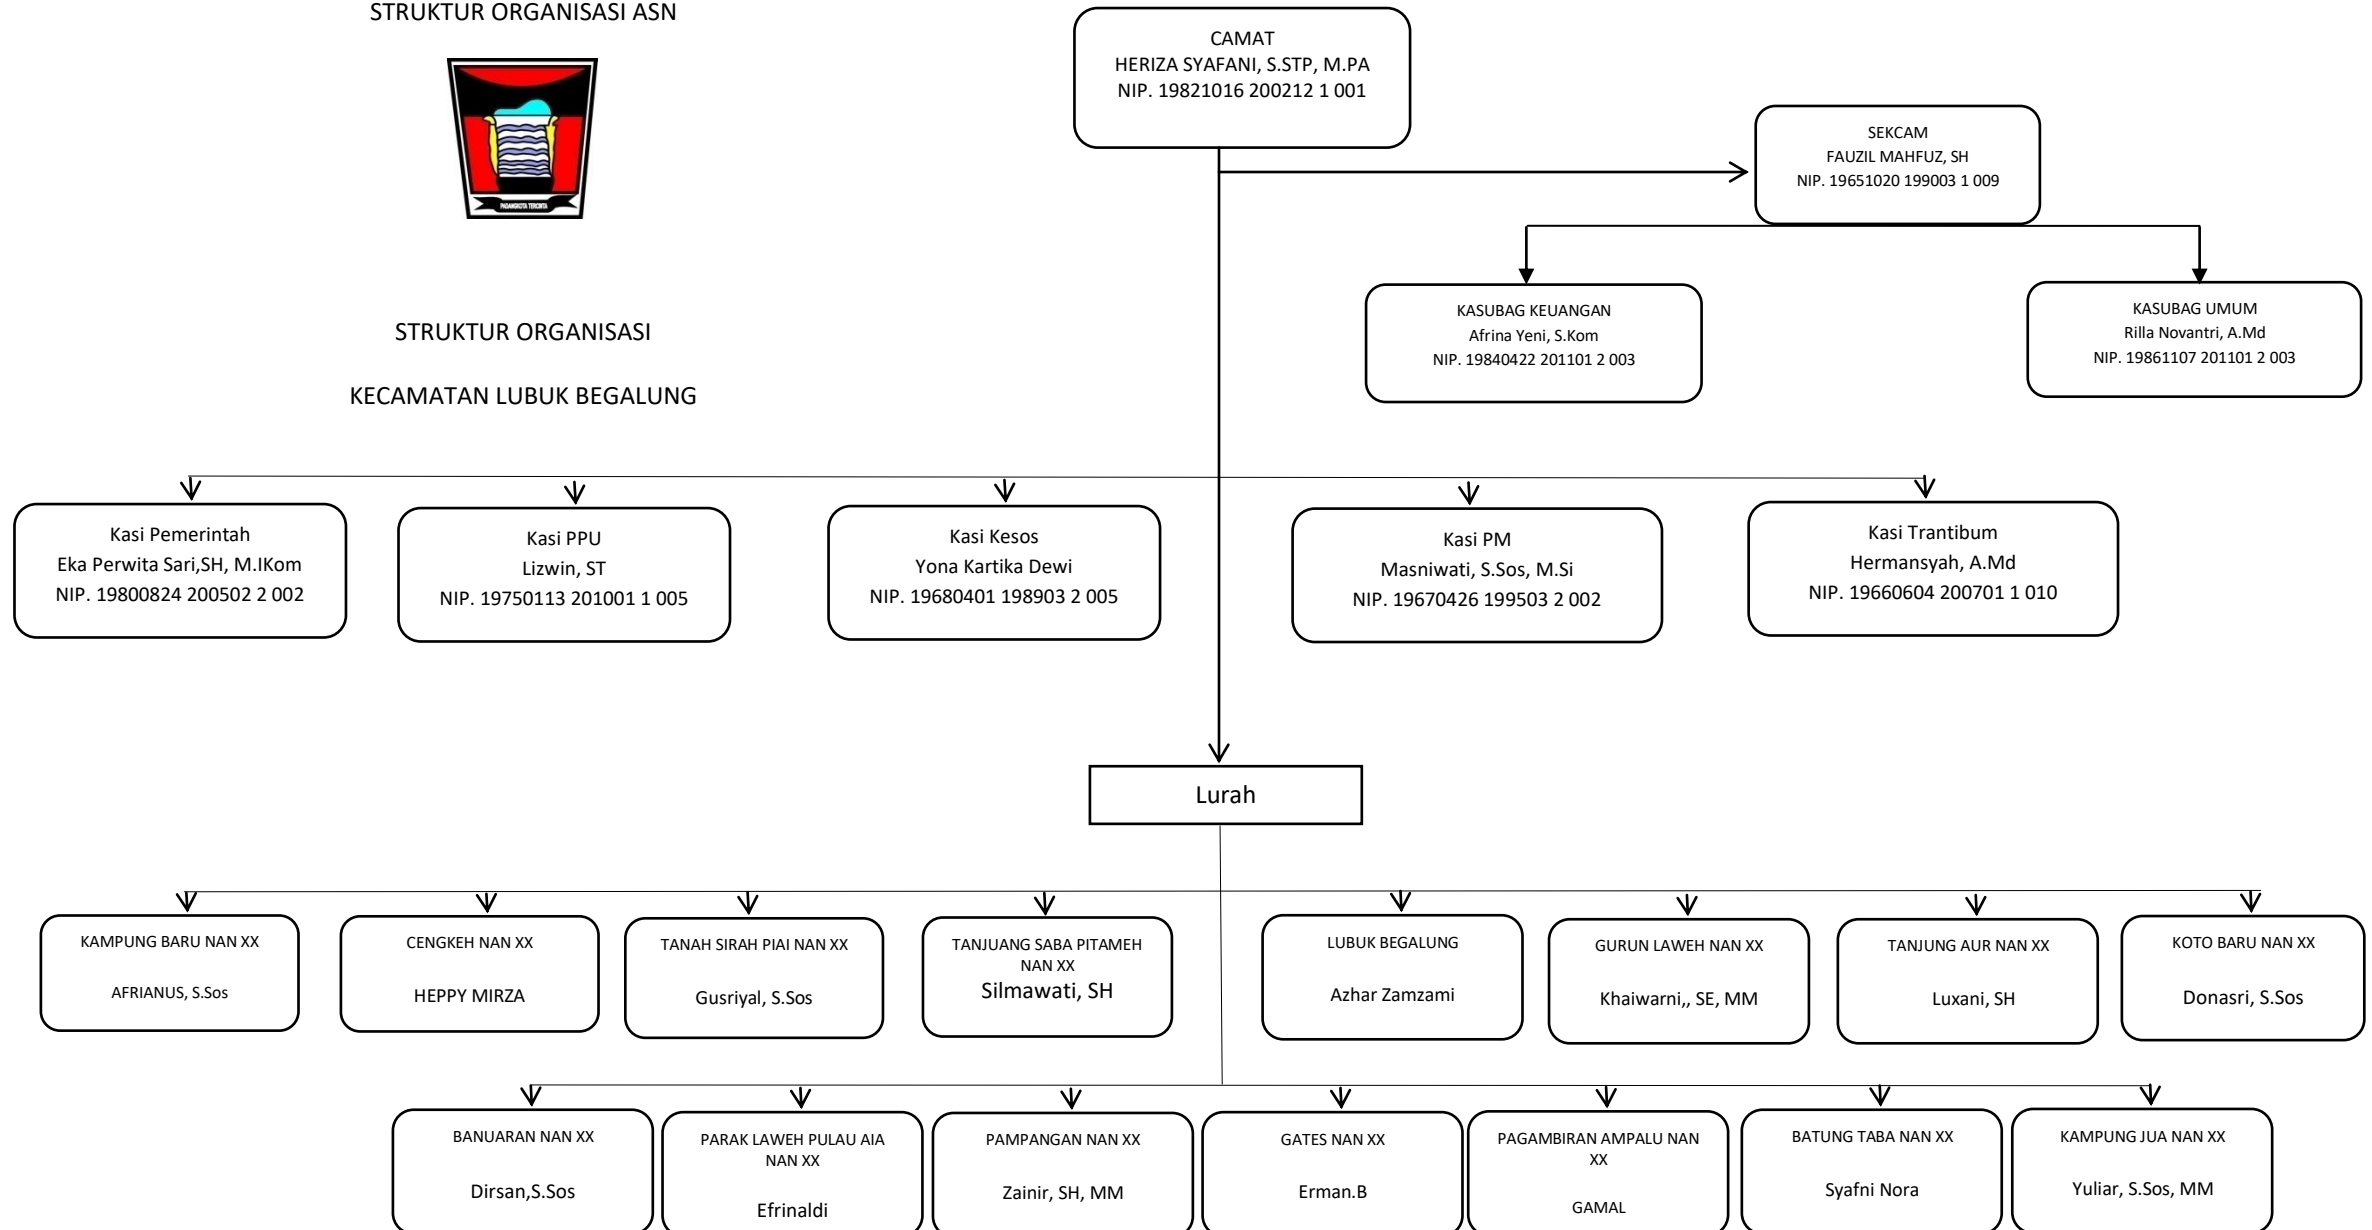 STRUKTUR ORGANISASI ASN
PADANGKOTA TERCINTA
STRUKTUR ORGANISASI
KECAMATAN LUBUK BEGALUNG
CAMAT
HERIZA SYAFANI, S.STP, M.PA
NIP. 19821016 200212 1 001
SEKCAM
FAUZIL MAHFUZ, SH
NIP. 19651020 199003 1 009
KASUBAG KEUANGAN
Afrina Yeni, S.Kom
NIP. 19840422 201101 2 003
KASUBAG UMUM
Rilla Novantri, A.Md
NIP. 19861107 201101 2 003
Kasi Pemerintah
Eka Perwita Sari,SH, M.IKom
NIP. 19800824 200502 2 002
Kasi PPU
Lizwin, ST
NIP. 19750113 201001 1 005
Kasi Kesos
Yona Kartika Dewi
NIP. 19680401 198903 2 005
Kasi PM
Masniwati, S.Sos, M.Si
NIP. 19670426 199503 2 002
Kasi Trantibum
Hermansyah, A.Md
NIP. 19660604 200701 1 010
Lurah
KAMPUNG BARU NAN XX
AFRIANUS, S.Sos
CENGKEH NAN XX
HEPPY MIRZA
TANAH SIRAH PIAI NAN XX
Gusriyal, S.Sos
TANJUANG SABA PITAMEH
NAN XX
Silmawati, SH
LUBUK BEGALUNG
Azhar Zamzami
GURUN LAWEH NAN XX
Khaiwarni,, SE, MM
TANJUNG AUR NAN XX
Luxani, SH
KOTO BARU NAN XX
Donasri, S.Sos
BANUARAN NAN XX
Dirsan,S.Sos
PARAK LAWEH PULAU AIA
NAN XX
Efrinaldi
PAMPANGAN NAN XX
Zainir, SH, MM
GATES NAN XX
Erman.B
PAGAMBIRAN AMPALU NAN
XX
GAMAL
BATUNG TABA NAN XX
Syafni Nora
KAMPUNG JUA NAN XX
Yuliar, S.Sos, MM